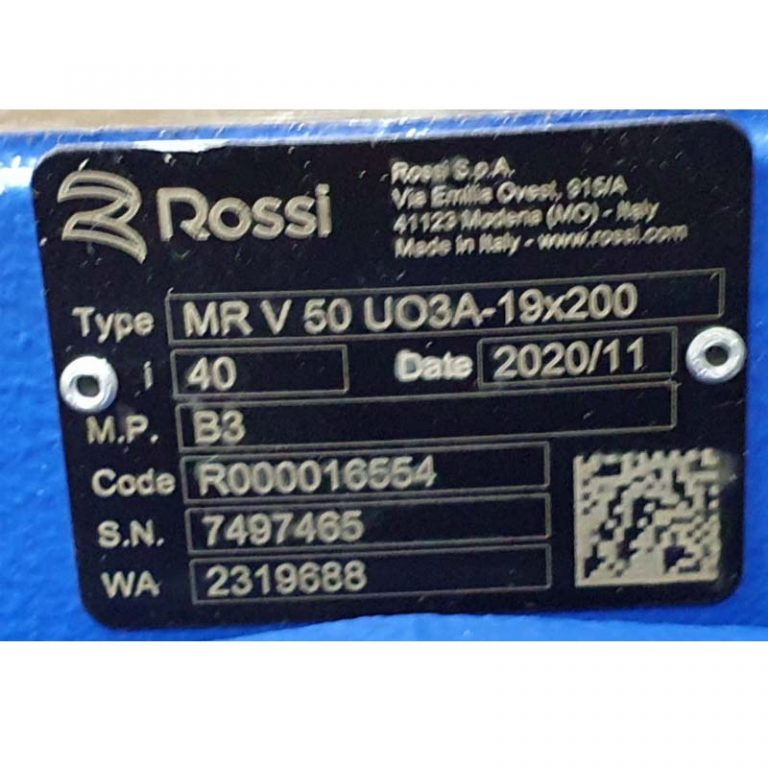 Rossi
Rossi S.p.A.
Via Emilia Ovest, 915/A
41123 Modena (MO) - Italy
Made in Italy - www.rossi.com
Type MR V 50 UO3A-19x200
i 40 Date 2020/11
M.P. B3
Code R000016554
S.N. 7497465
WA 2319688